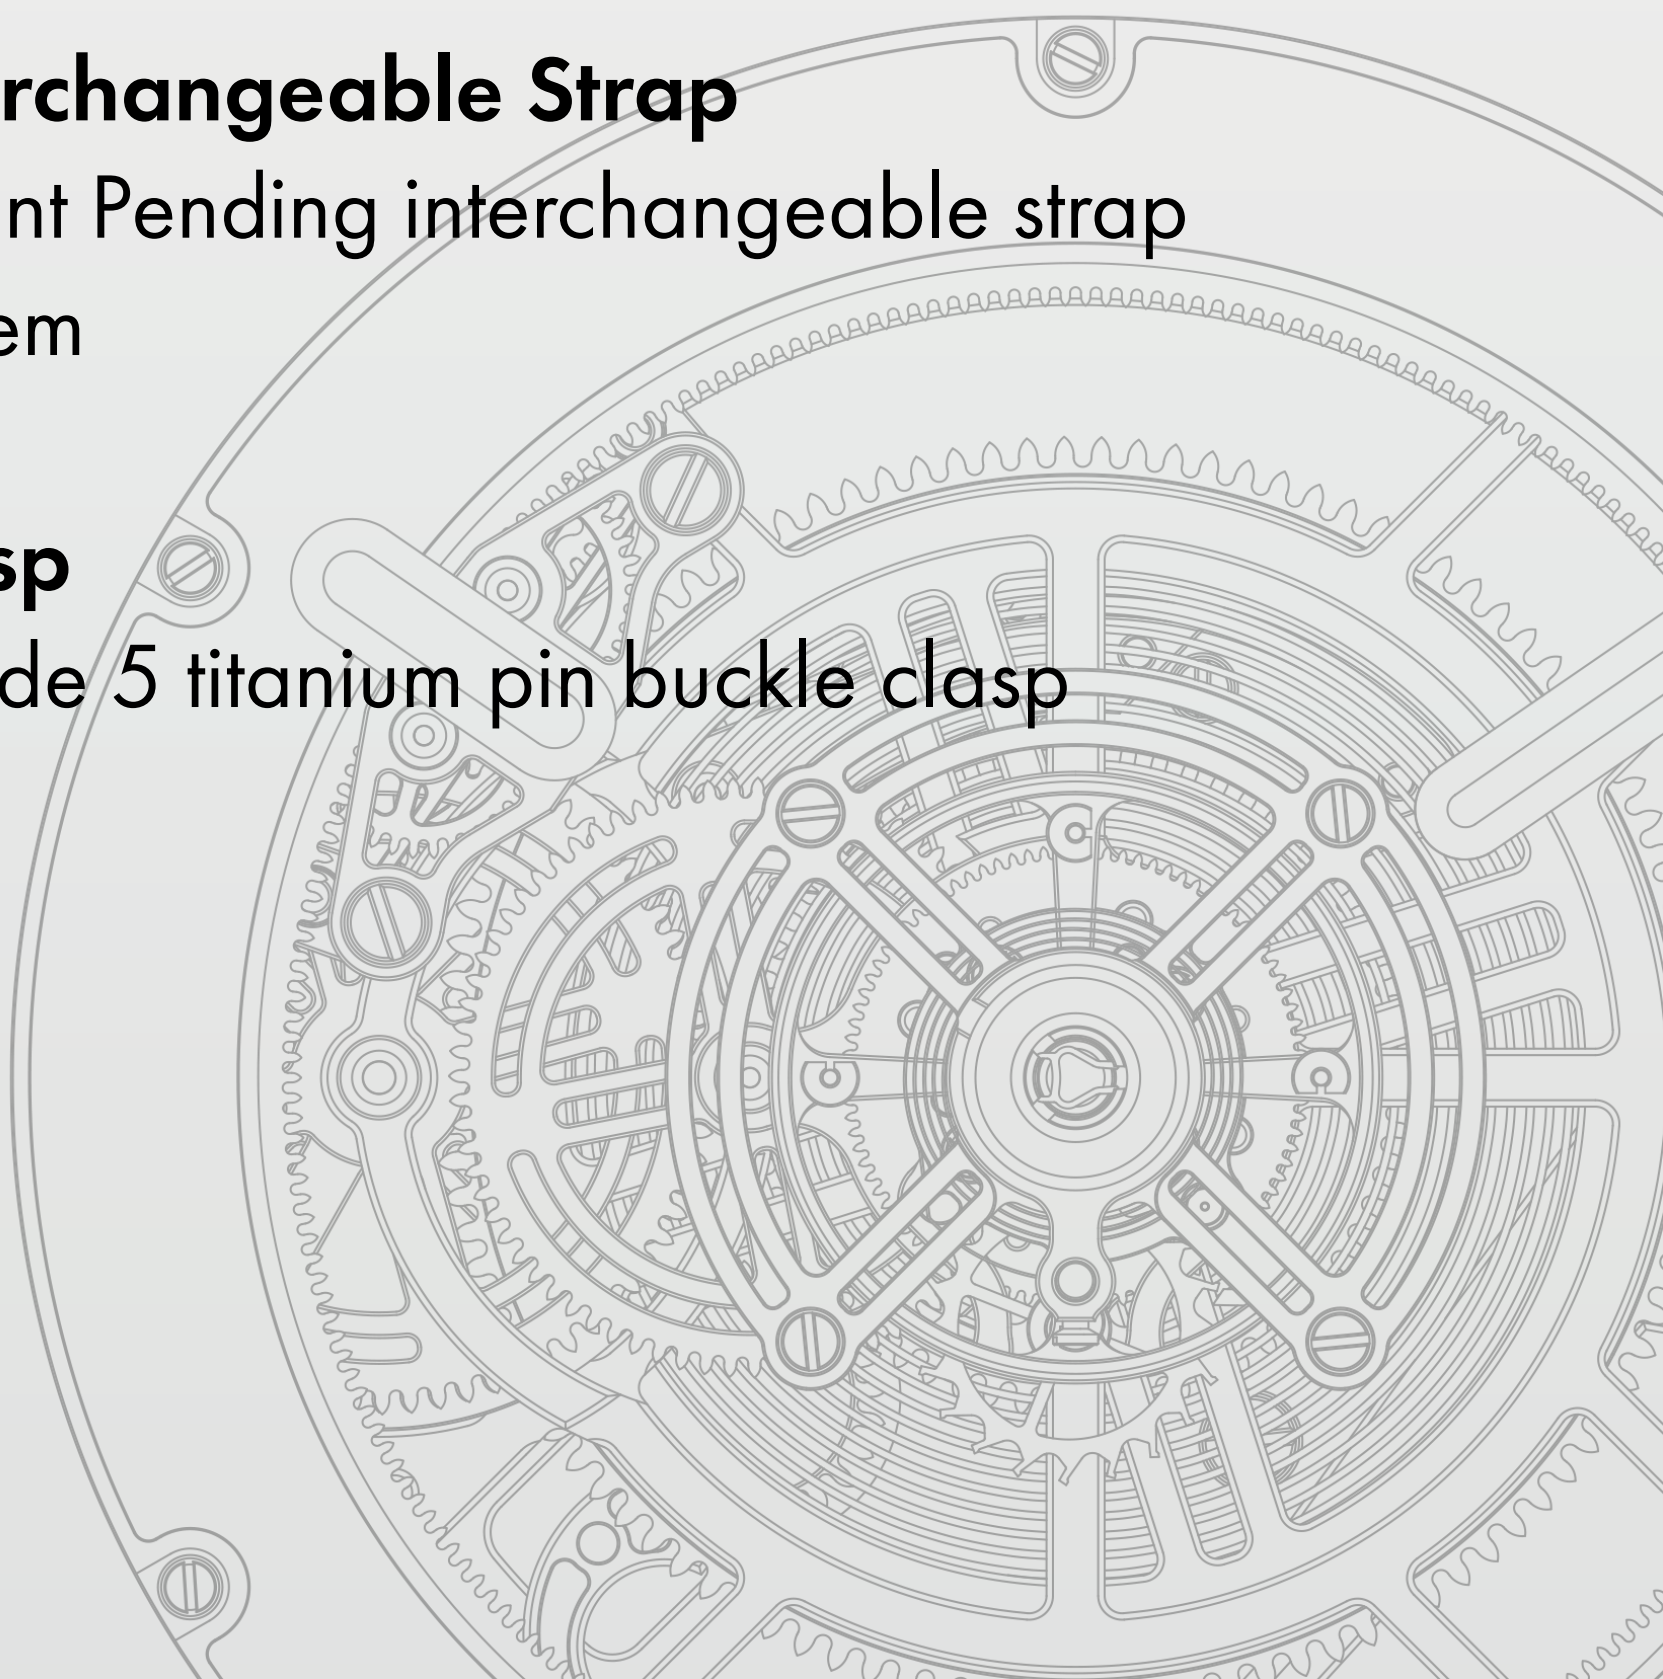 rchangeable Strap
nt Pending interchangeable strap
em
sp
de 5 titanium pin buckle clasp